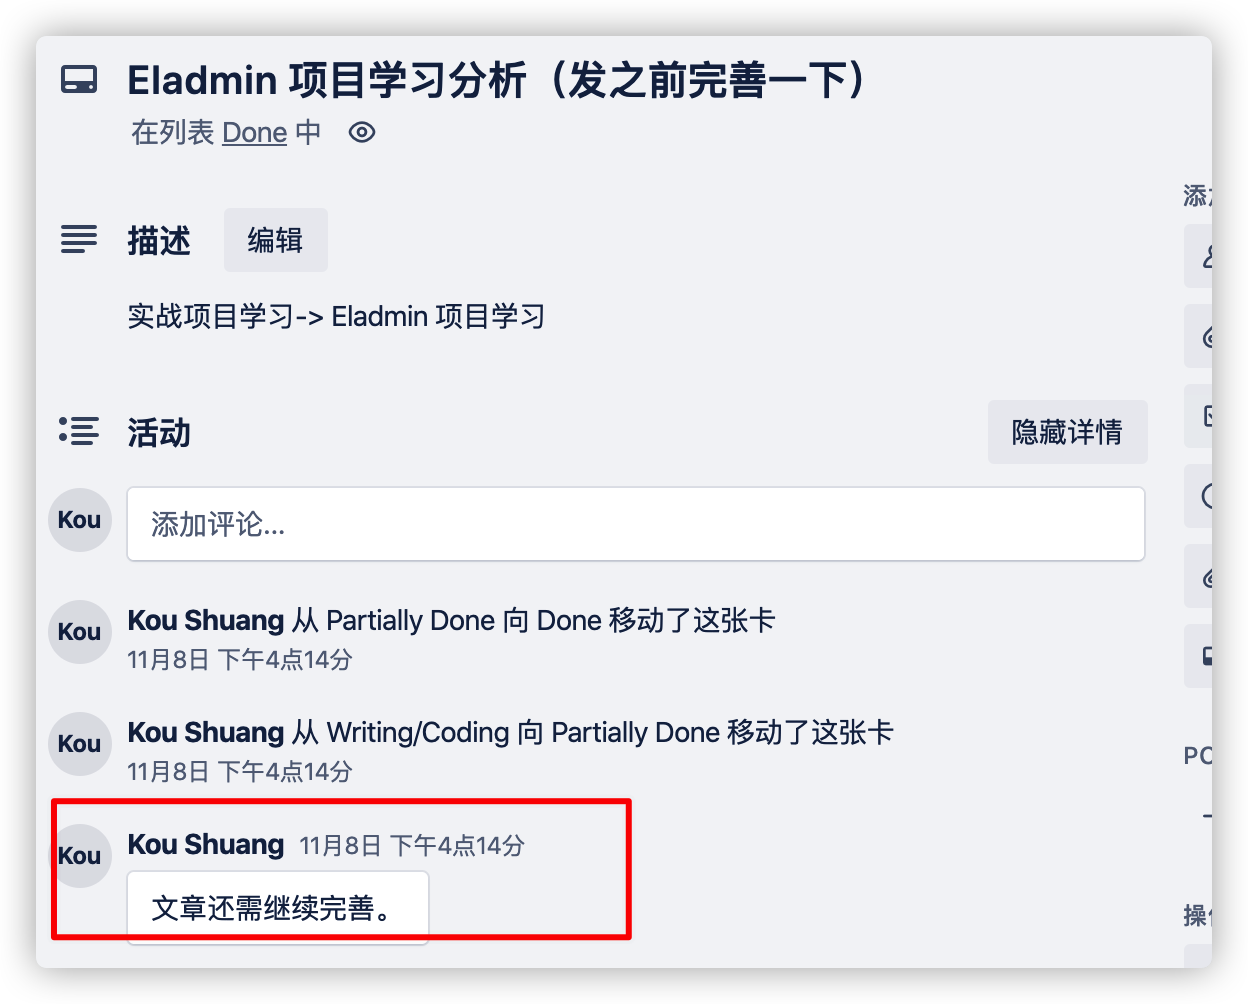 Eladmin 项目学习分析（发之前完善一下）
在列表 Done 中
添加
描述 编辑
实战项目学习-> Eladmin 项目学习
活动 隐藏详情
Kou 添加评论...
Kou Kou Shuang 从 Partially Done 向 Done 移动了这张卡
11月8日 下午4点14分
Kou Kou Shuang 从 Writing/Coding 向 Partially Done 移动了这张卡
11月8日 下午4点14分
PO
Kou Kou Shuang 11月8日 下午4点14分
文章还需继续完善。
操作